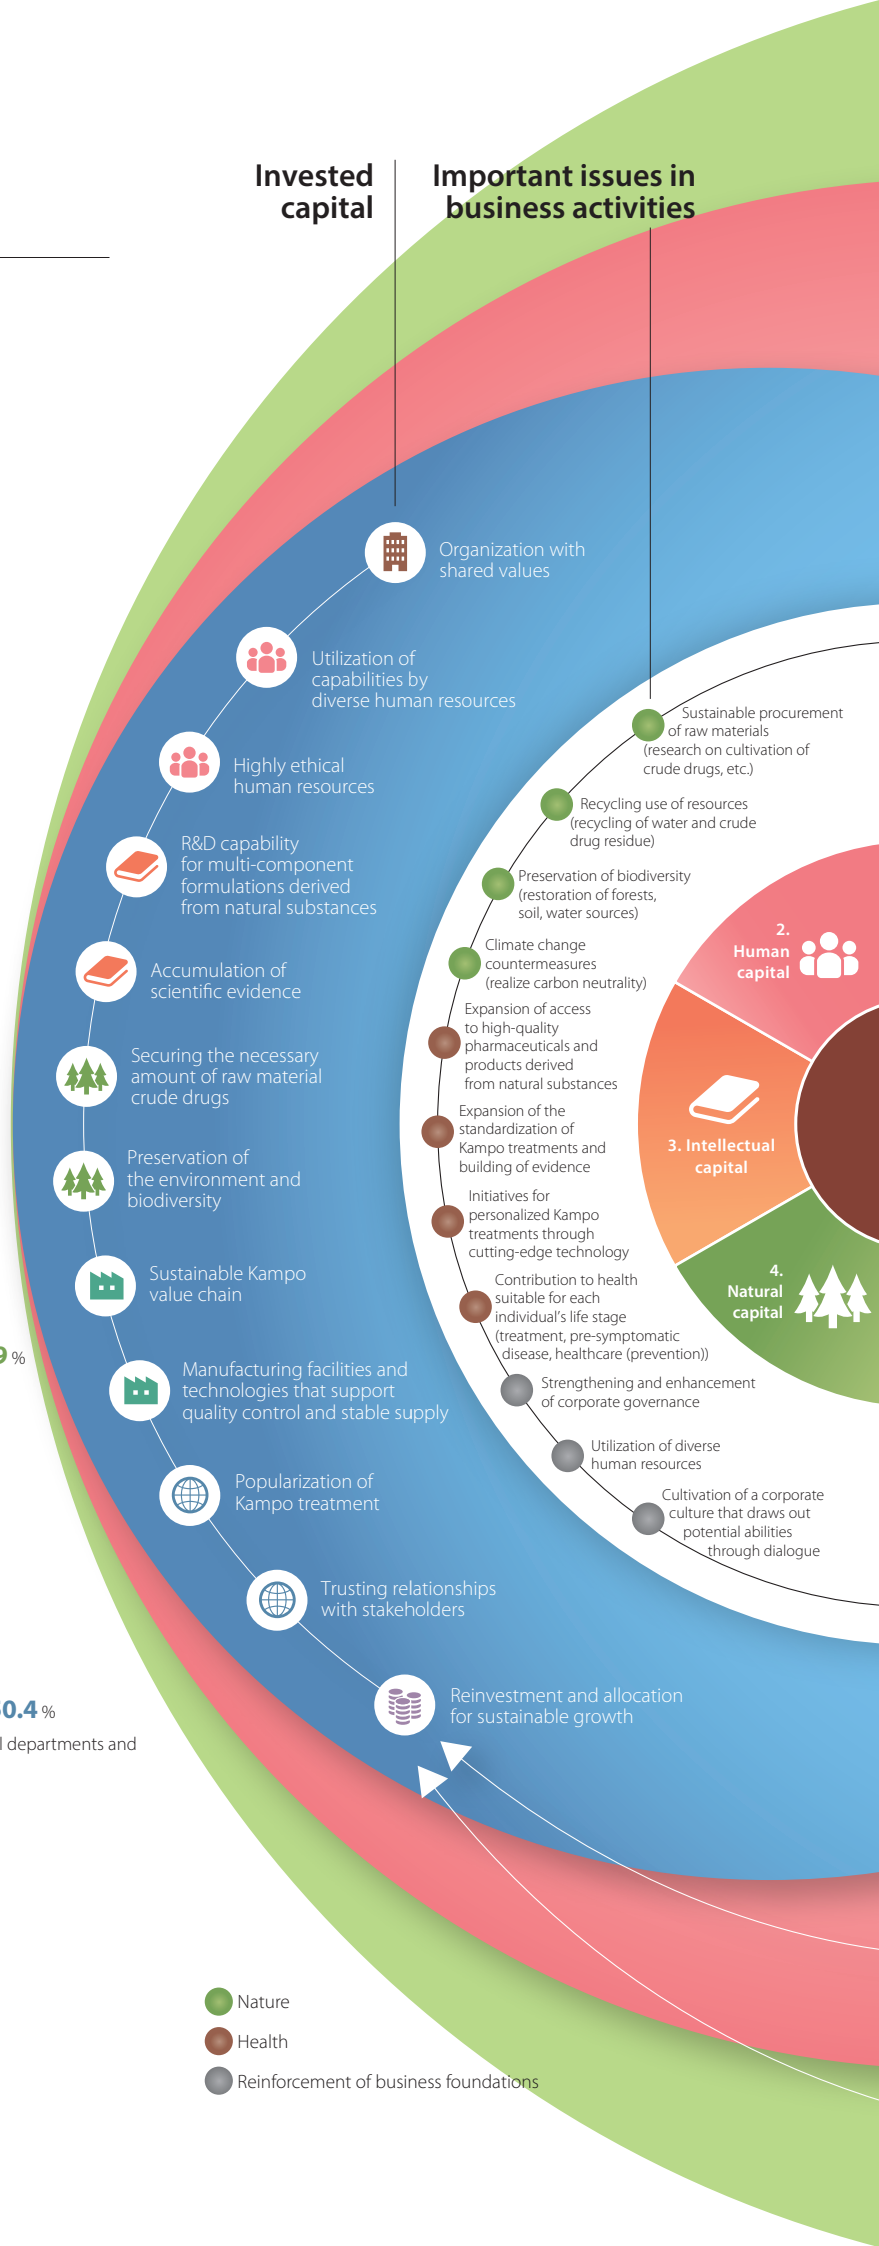 Invested
capital
Important issues in
business activities
Organization with
shared values
Utilization of
capabilities by
diverse human resources
Highly ethical
human resources
R&D capability
for multi-component
formulations derived
from natural substances
Accumulation of
scientific evidence
Securing the necessary
amount of raw material
crude drugs
Preservation of
the environment and
biodiversity
Sustainable Kampo
value chain
Manufacturing facilities and
technologies that support
quality control and stable supply
Popularization of
Kampo treatment
Trusting relationships
with stakeholders
Reinvestment and allocation
for sustainable growth
Sustainable procurement
of raw materials
(research on cultivation of
crude drugs, etc.)
Recycling use of resources
(recycling of water and crude
drug residue)
Preservation of biodiversity
(restoration of forests,
soil, water sources)
Climate change
countermeasures
(realize carbon neutrality)
Expansion of access
to high-quality
pharmaceuticals and
products derived
from natural substances
Expansion of the
standardization of
Kampo treatments and
building of evidence
Initiatives for
personalized Kampo
treatments through
cutting-edge technology
Contribution to health
suitable for each
individual's life stage
(treatment, pre-symptomatic
disease, healthcare (prevention))
Strengthening and enhancement
of corporate governance
Utilization of diverse
human resources
Cultivation of a corporate
culture that draws out
potential abilities
through dialogue
2.
Human
capital
3. Intellectual
capital
4.
Natural
capital
9 %
0.4 %
departments and
Nature
Health
Reinforcement of business foundations